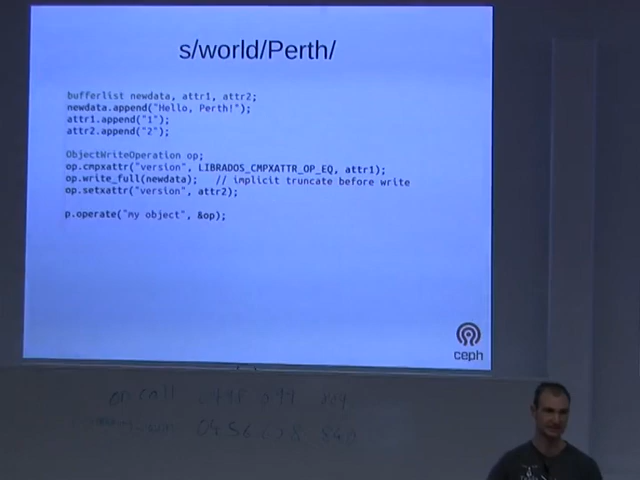 s/world/Perth/
bufferlist newdata, attr1, attr2;
newdata.append("Hello, Perth!");
attr1.append("1");
attr2.append("2");
ObjectWriteOperation op;
op.cmpxattr("version", LIBRADOS_CMPXATTR_OP_EQ, attr1);
op.write_full(newdata);   // implicit truncate before write
op.setxattr("version", attr2);
p.operate("my object", &op);
ceph
on call